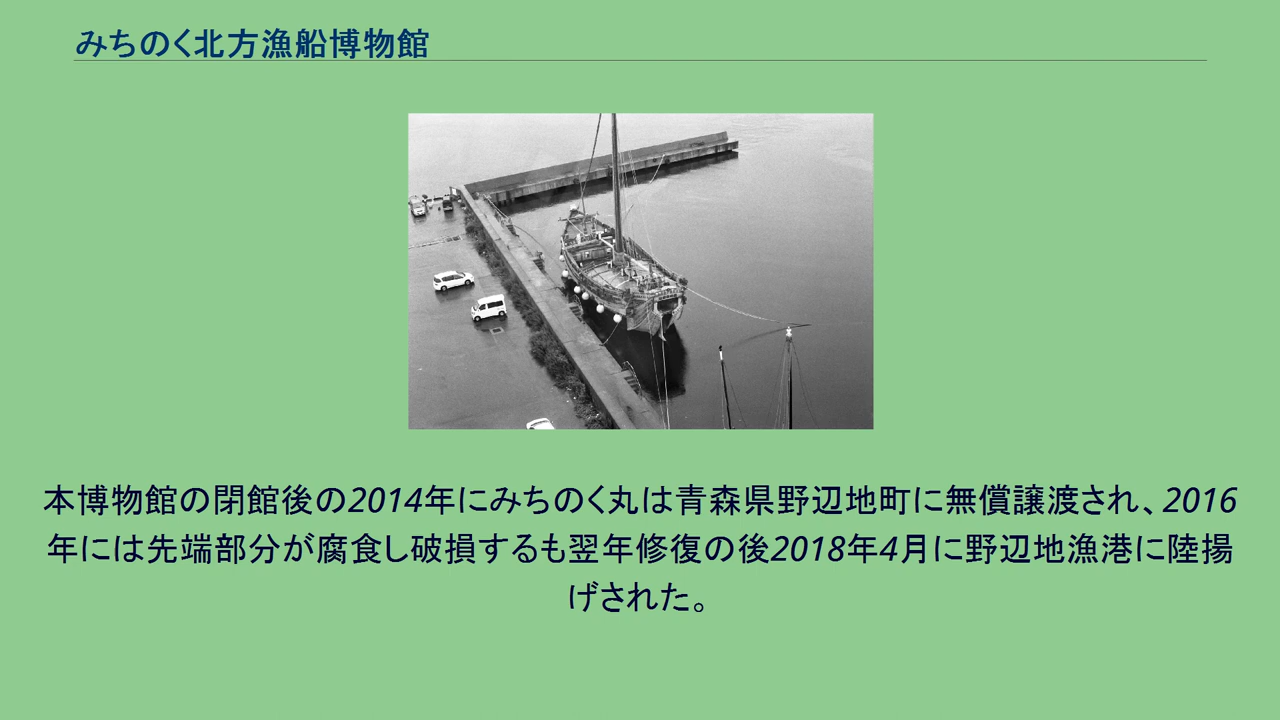 みちのく北方漁船博物館
本博物館の閉館後の2014年にみちのく丸は青森県野辺地町に無償譲渡され、2016
年には先端部分が腐食し破損するも翌年修復の後2018年4月に野辺地漁港に陸揚
げされた。